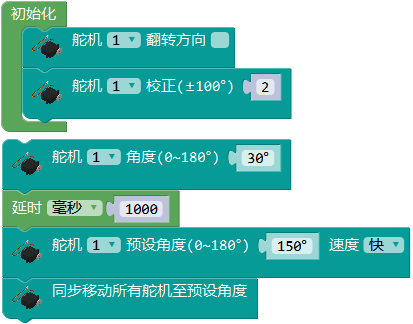 初始化
舵机 1 翻转方向
舵机 1 校正(±100°) 2
舵机 1 角度(0~180°) 30°
延时 毫秒 1000
舵机 1 预设角度(0~180°) 150° 速度 快
同步移动所有舵机至预设角度